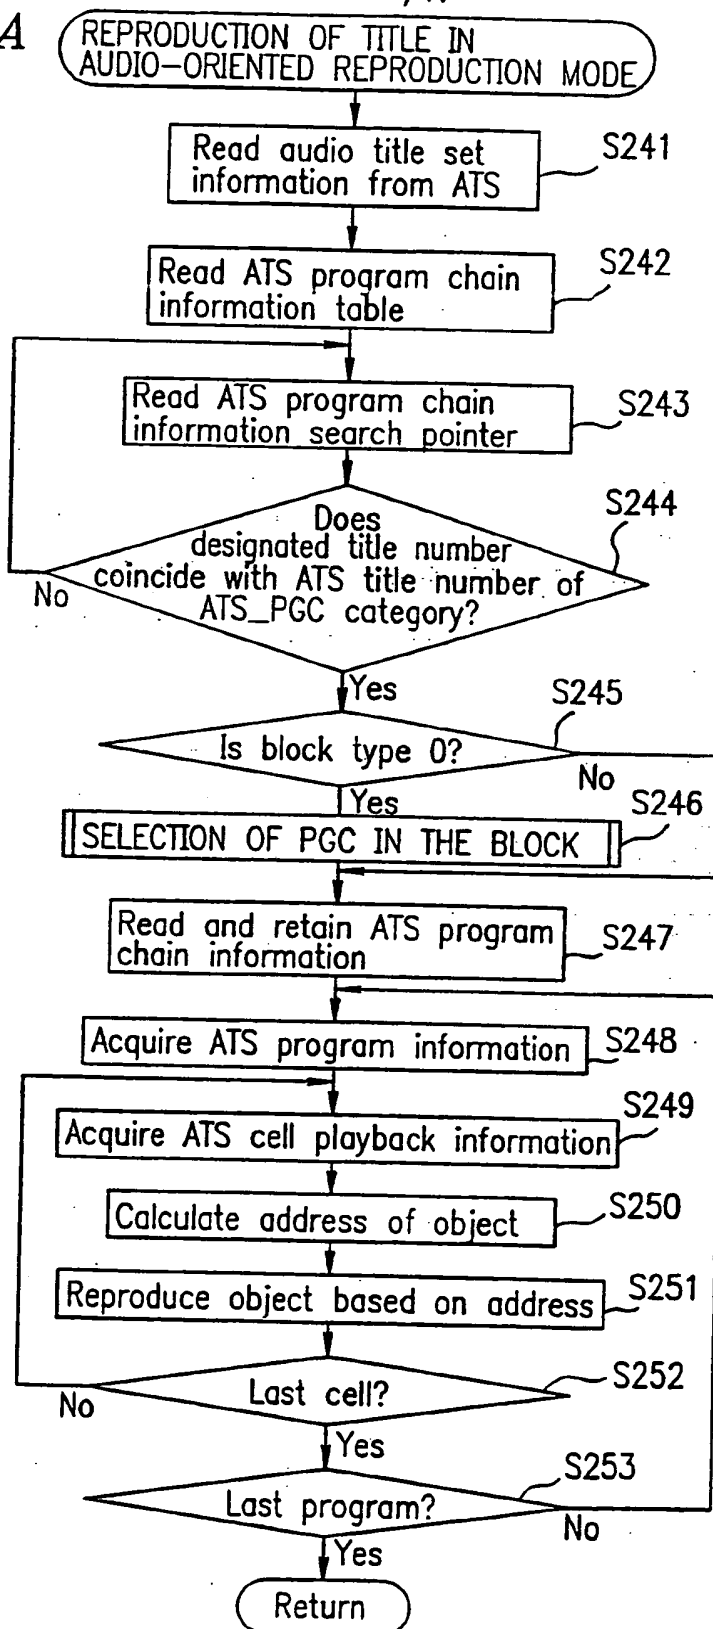 A
REPRODUCTION OF TITLE IN
AUDIO-ORIENTED REPRODUCTION MODE
Read audio title set
information from ATS
S241
Read ATS program chain
information table
S242
Read ATS program chain
information search pointer
S243
Does
designated title number
coincide with ATS title number of
ATS_PGC category?
S244
No
Yes
Is block type 0?
S245
No
Yes
SELECTION OF PGC IN THE BLOCK
S246
Read and retain ATS program
chain information
S247
Acquire ATS program information
S248
Acquire ATS cell playback information
S249
Calculate address of object
S250
Reproduce object based on address
S251
Last cell?
S252
No
Yes
Last program?
S253
No
Yes
Return